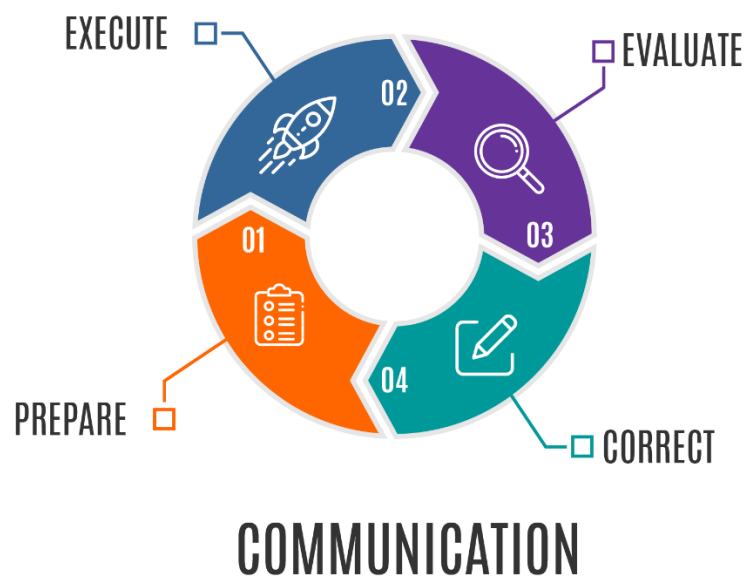 EXECUTE
EVALUATE
02
01
03
04
PREPARE
CORRECT
COMMUNICATION